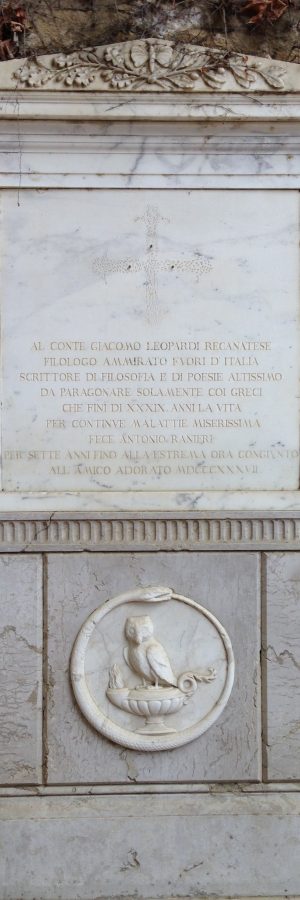 AL CONTE GIACOMO LEOPARDI RECANATESE
FILOLOGO AMMIRATO FVORI D'ITALIA
SCRITTORE DI FILOSOFIA E DI POESIE ALTISSIMO
DA PARAGONARE SOLAMENTE COI GRECI
CHE FINI DI XXXIX ANNI LA VITA
PER CONTINVE MALATTIE MISERISSIMA
FECE ANTONIO RANIERI
PER SETTE ANNI FINO ALLA ESTREMA ORA CONGIVNTO
ALL AMICO ADORATO MDCCCXXXVII